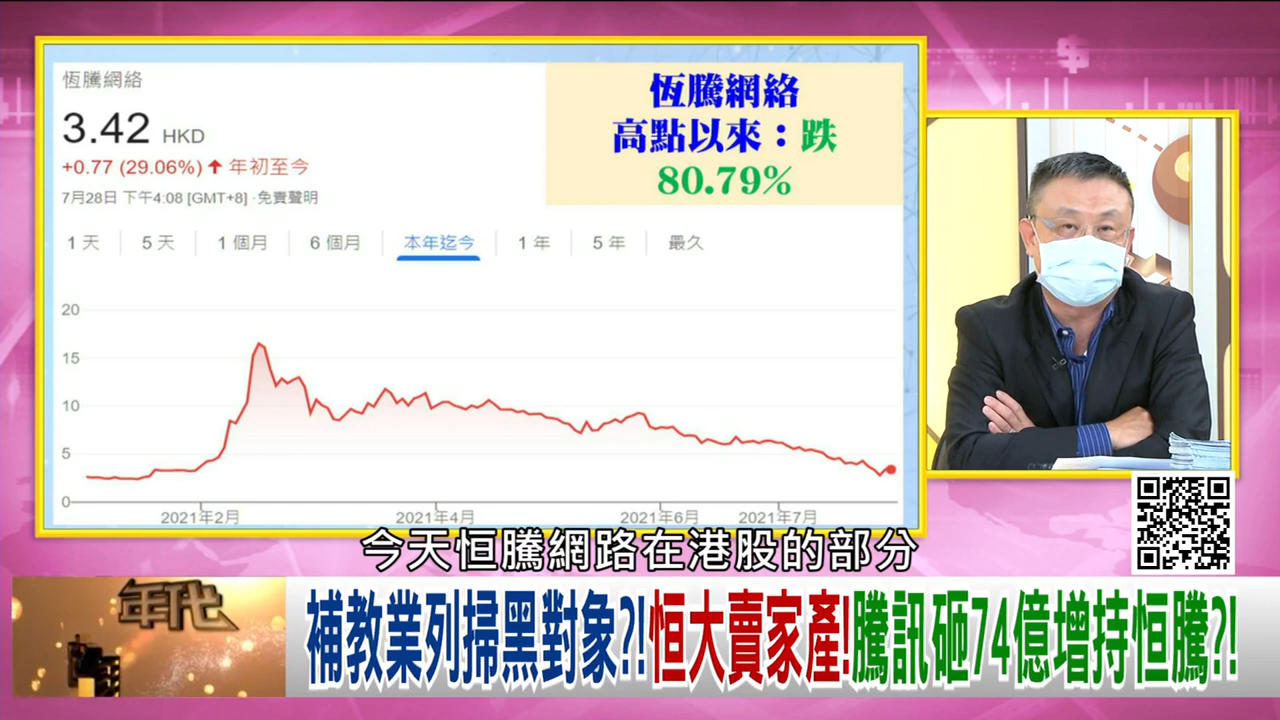 恆騰網絡
3.42 HKD
+0.77 (29.06%) ↑ 年初至今
7月28日 下午4:08 [GMT+8] · 免責聲明
恆騰網絡
高點以來：跌
80.79%
1 天 5 天 1 個月 6 個月 本年迄今 1 年 5 年 最久
20
15
10
5
0
2021年2月 2021年4月 2021年6月 2021年7月
今天恒騰網路在港股的部分
年代
補教業列掃黑對象?!恒大賣家產!騰訊砸74億增持恒騰?!